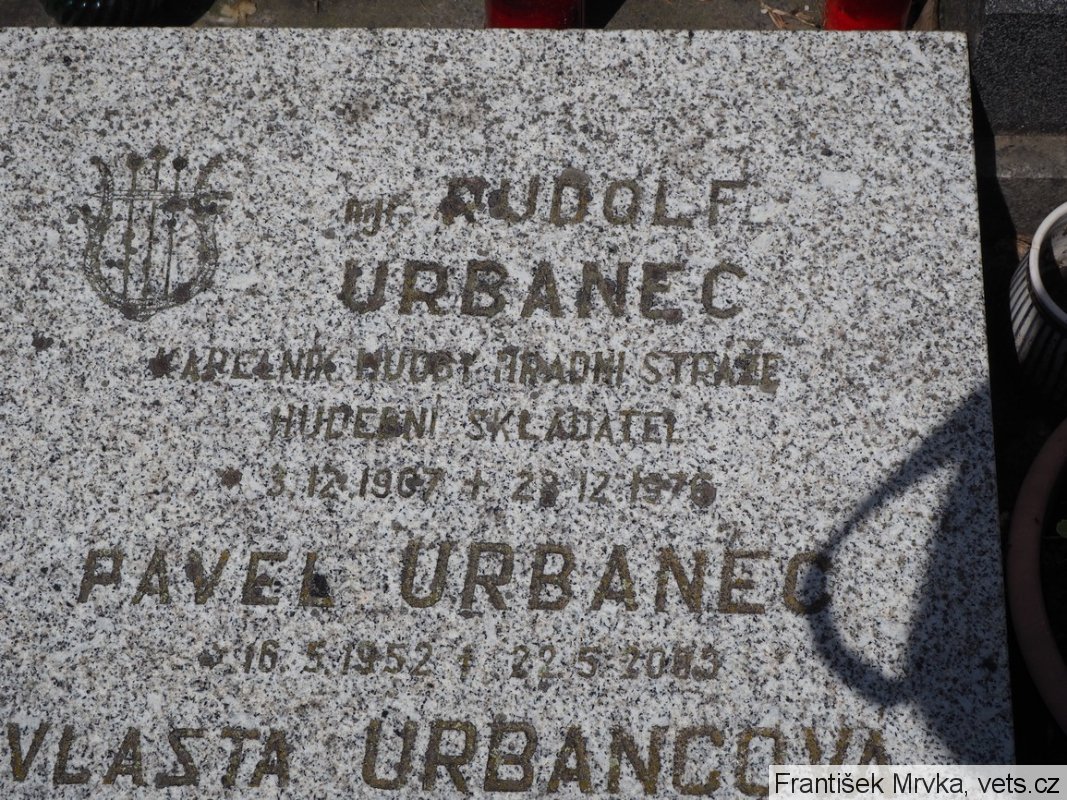 mjr. RUDOLF
URBANEC
KAPELNÍK HUDBY HRADNÍ STRÁŽE
HUDEBNÍ SKLADATEL
* 3.12.1907 + 28.12.1976
PAVEL URBANEC
* 16.5.1952 + 22.5.2003
VLASTA URBANCOVÁ
František Mrvka, vets.cz